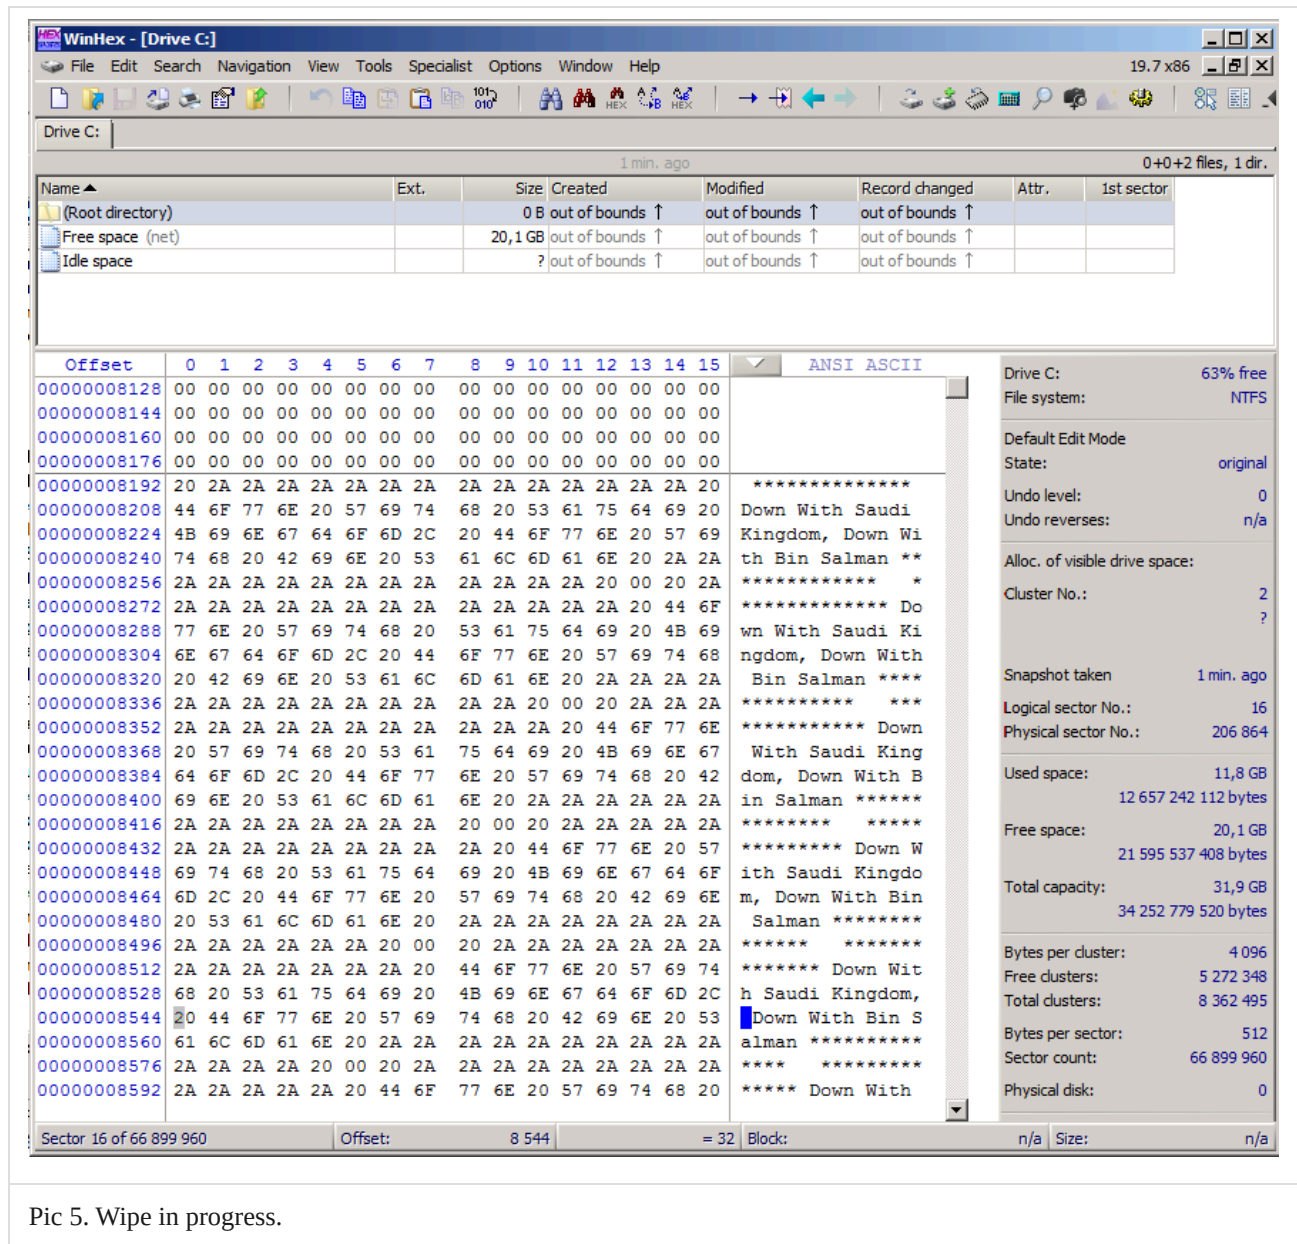 WinHex - [Drive C:]
File Edit Search Navigation View Tools Specialist Options Window Help 19.7 x86
Drive C:
1 min. ago 0+0+2 files, 1 dir.
Name Ext. Size Created Modified Record changed Attr. 1st sector
(Root directory) 0 B out of bounds ↑ out of bounds ↑ out of bounds ↑
Free space (net) 20,1 GB out of bounds ↑ out of bounds ↑ out of bounds ↑
Idle space ? out of bounds ↑ out of bounds ↑ out of bounds ↑
Offset 0 1 2 3 4 5 6 7 8 9 10 11 12 13 14 15 ANSI ASCII
00000008128 00 00 00 00 00 00 00 00 00 00 00 00 00 00 00 00
00000008144 00 00 00 00 00 00 00 00 00 00 00 00 00 00 00 00
00000008160 00 00 00 00 00 00 00 00 00 00 00 00 00 00 00 00
00000008176 00 00 00 00 00 00 00 00 00 00 00 00 00 00 00 00
00000008192 20 2A 2A 2A 2A 2A 2A 2A 2A 2A 2A 2A 2A 2A 2A 20 **************
00000008208 44 6F 77 6E 20 57 69 74 68 20 53 61 75 64 69 20 Down With Saudi
00000008224 4B 69 6E 67 64 6F 6D 2C 20 44 6F 77 6E 20 57 69 Kingdom, Down Wi
00000008240 74 68 20 42 69 6E 20 53 61 6C 6D 61 6E 20 2A 2A th Bin Salman **
00000008256 2A 2A 2A 2A 2A 2A 2A 2A 2A 2A 2A 2A 20 00 20 2A ************ *
00000008272 2A 2A 2A 2A 2A 2A 2A 2A 2A 2A 2A 2A 2A 20 44 6F ************* Do
00000008288 77 6E 20 57 69 74 68 20 53 61 75 64 69 20 4B 69 wn With Saudi Ki
00000008304 6E 67 64 6F 6D 2C 20 44 6F 77 6E 20 57 69 74 68 ngdom, Down With
00000008320 20 42 69 6E 20 53 61 6C 6D 61 6E 20 2A 2A 2A 2A Bin Salman ****
00000008336 2A 2A 2A 2A 2A 2A 2A 2A 2A 2A 20 00 20 2A 2A 2A ********** ***
00000008352 2A 2A 2A 2A 2A 2A 2A 2A 2A 2A 2A 20 44 6F 77 6E *********** Down
00000008368 20 57 69 74 68 20 53 61 75 64 69 20 4B 69 6E 67 With Saudi King
00000008384 64 6F 6D 2C 20 44 6F 77 6E 20 57 69 74 68 20 42 dom, Down With B
00000008400 69 6E 20 53 61 6C 6D 61 6E 20 2A 2A 2A 2A 2A 2A in Salman ******
00000008416 2A 2A 2A 2A 2A 2A 2A 2A 20 00 20 2A 2A 2A 2A 2A ******** *****
00000008432 2A 2A 2A 2A 2A 2A 2A 2A 2A 20 44 6F 77 6E 20 57 ********* Down W
00000008448 69 74 68 20 53 61 75 64 69 20 4B 69 6E 67 64 6F ith Saudi Kingdo
00000008464 6D 2C 20 44 6F 77 6E 20 57 69 74 68 20 42 69 6E m, Down With Bin
00000008480 20 53 61 6C 6D 61 6E 20 2A 2A 2A 2A 2A 2A 2A 2A Salman ********
00000008496 2A 2A 2A 2A 2A 2A 20 00 20 2A 2A 2A 2A 2A 2A 2A ****** *******
00000008512 2A 2A 2A 2A 2A 2A 2A 20 44 6F 77 6E 20 57 69 74 ******* Down Wit
00000008528 68 20 53 61 75 64 69 20 4B 69 6E 67 64 6F 6D 2C h Saudi Kingdom,
00000008544 20 44 6F 77 6E 20 57 69 74 68 20 42 69 6E 20 53 Down With Bin S
00000008560 61 6C 6D 61 6E 20 2A 2A 2A 2A 2A 2A 2A 2A 2A 2A alman **********
00000008576 2A 2A 2A 2A 20 00 20 2A 2A 2A 2A 2A 2A 2A 2A 2A **** *********
00000008592 2A 2A 2A 2A 2A 20 44 6F 77 6E 20 57 69 74 68 20 ***** Down With
Drive C: 63% free
File system: NTFS
Default Edit Mode
State: original
Undo level: 0
Undo reverses: n/a
Alloc. of visible drive space:
Cluster No.: 2
?
Snapshot taken 1 min. ago
Logical sector No.: 16
Physical sector No.: 206 864
Used space: 11,8 GB
12 657 242 112 bytes
Free space: 20,1 GB
21 595 537 408 bytes
Total capacity: 31,9 GB
34 252 779 520 bytes
Bytes per cluster: 4 096
Free clusters: 5 272 348
Total clusters: 8 362 495
Bytes per sector: 512
Sector count: 66 899 960
Physical disk: 0
Sector 16 of 66 899 960 Offset: 8 544 = 32 Block: n/a Size: n/a
Pic 5. Wipe in progress.